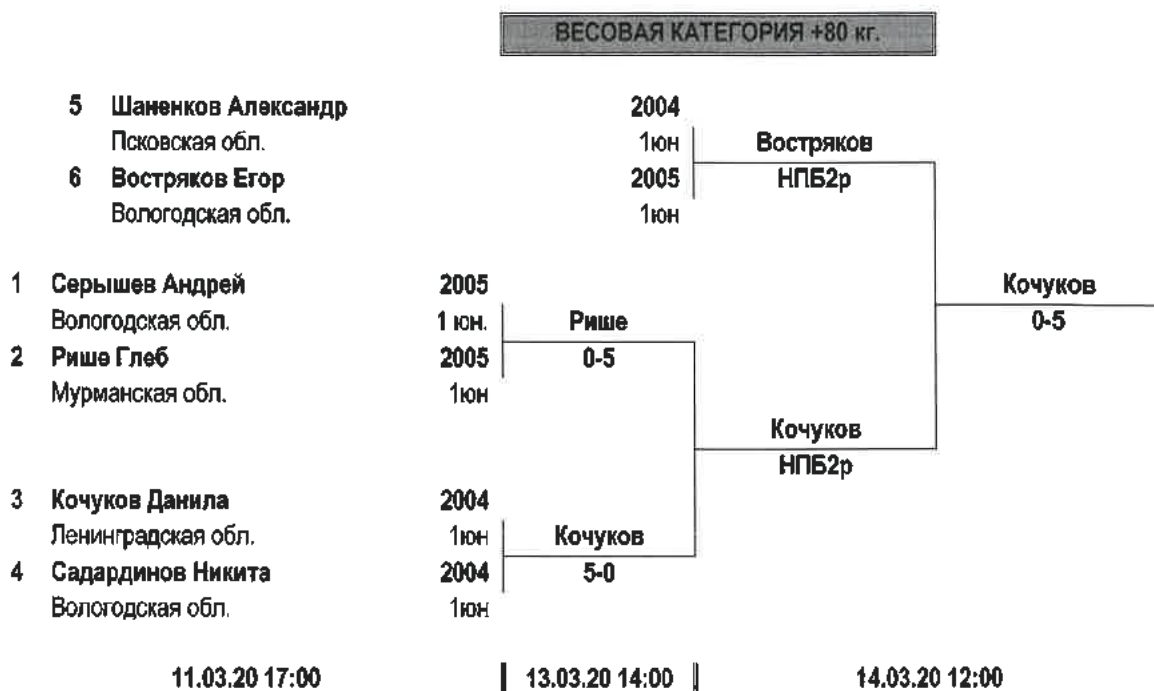 ВЕСОВАЯ КАТЕГОРИЯ +80 кг.
5 Шаненков Александр 2004
Псковская обл. 1юн Востряков
6 Востряков Егор 2005 НПБ2р
Вологодская обл. 1юн
1 Серышев Андрей 2005 Кочуков
Вологодская обл. 1 юн. Рише 0-5
2 Рише Глеб 2005 0-5
Мурманская обл. 1юн
Кочуков
НПБ2р
3 Кочуков Данила 2004
Ленинградская обл. 1юн Кочуков
4 Садардинов Никита 2004 5-0
Вологодская обл. 1юн
11.03.20 17:00 13.03.20 14:00 14.03.20 12:00